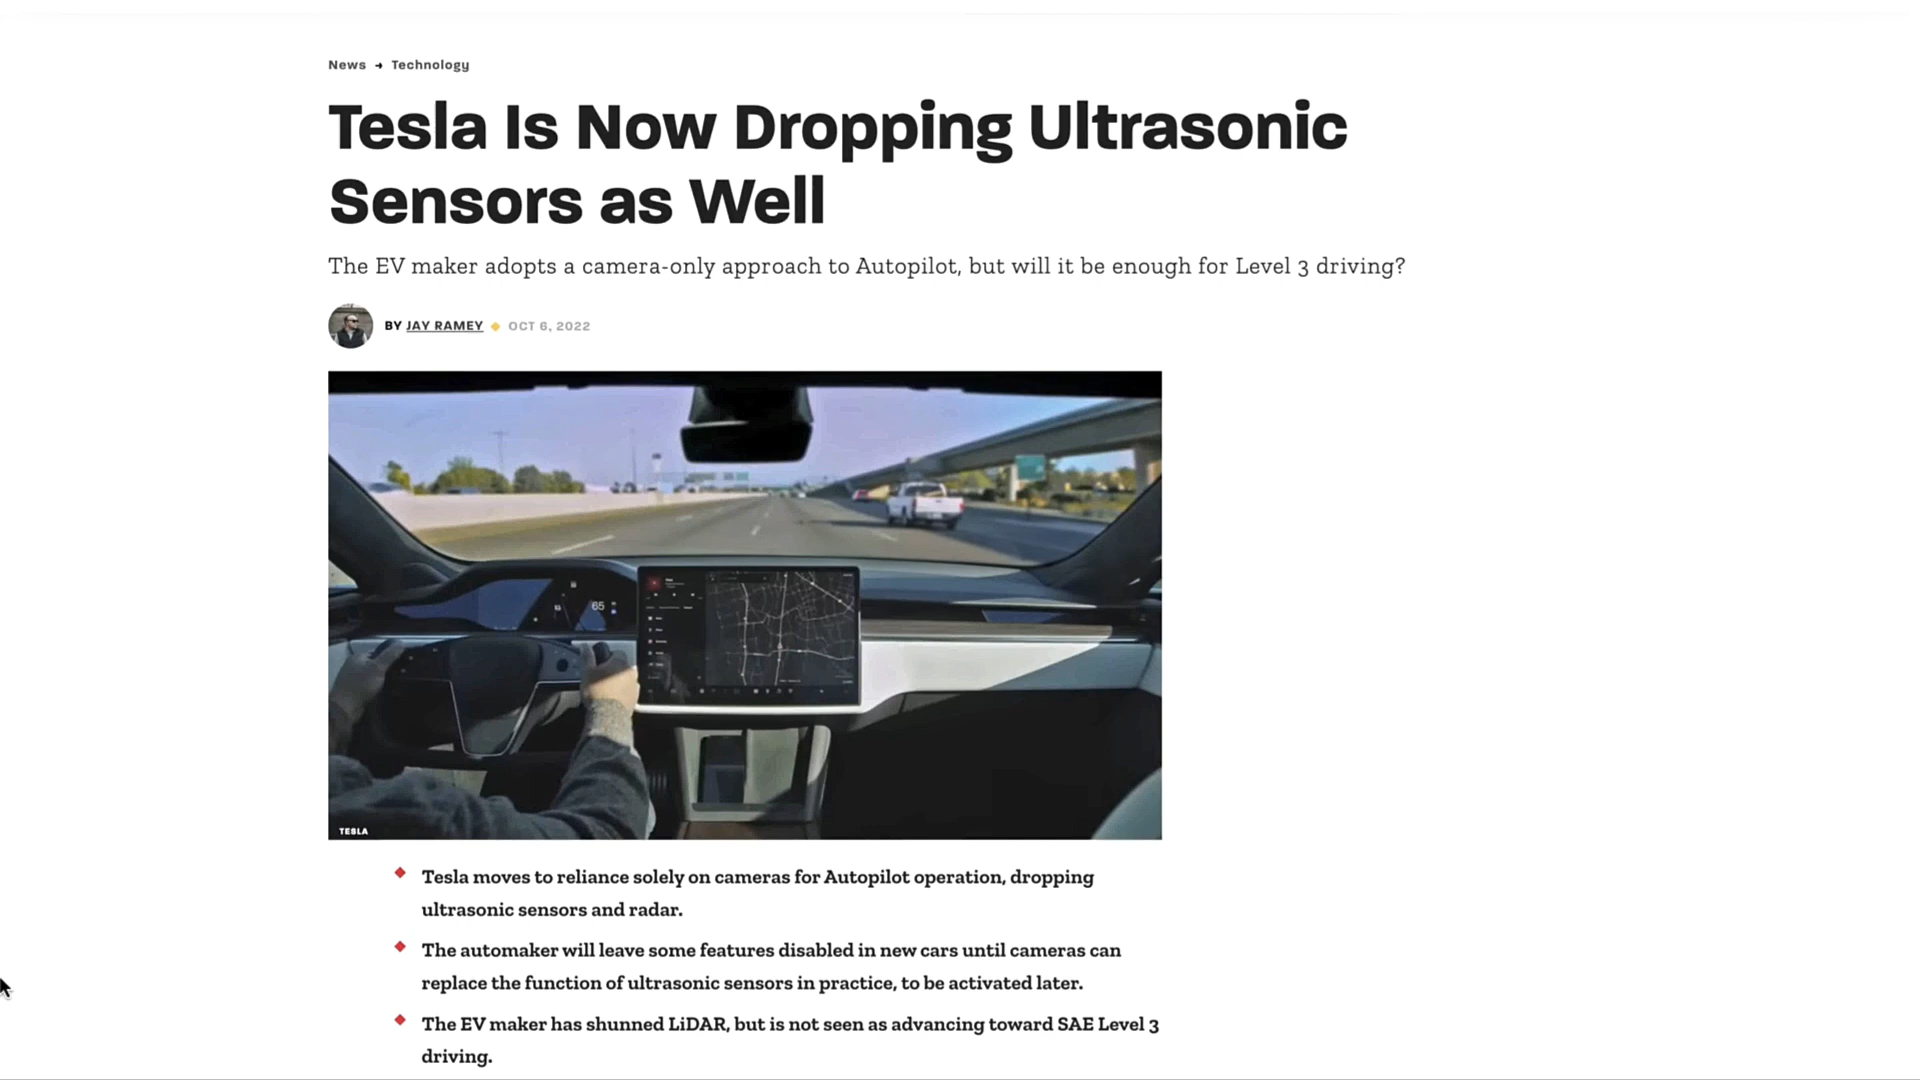 News → Technology
Tesla Is Now Dropping Ultrasonic
Sensors as Well
The EV maker adopts a camera-only approach to Autopilot, but will it be enough for Level 3 driving?
BY JAY RAMEY ◆ OCT 6, 2022
65
TESLA
Tesla moves to reliance solely on cameras for Autopilot operation, dropping
ultrasonic sensors and radar.
The automaker will leave some features disabled in new cars until cameras can
replace the function of ultrasonic sensors in practice, to be activated later.
The EV maker has shunned LiDAR, but is not seen as advancing toward SAE Level 3
driving.